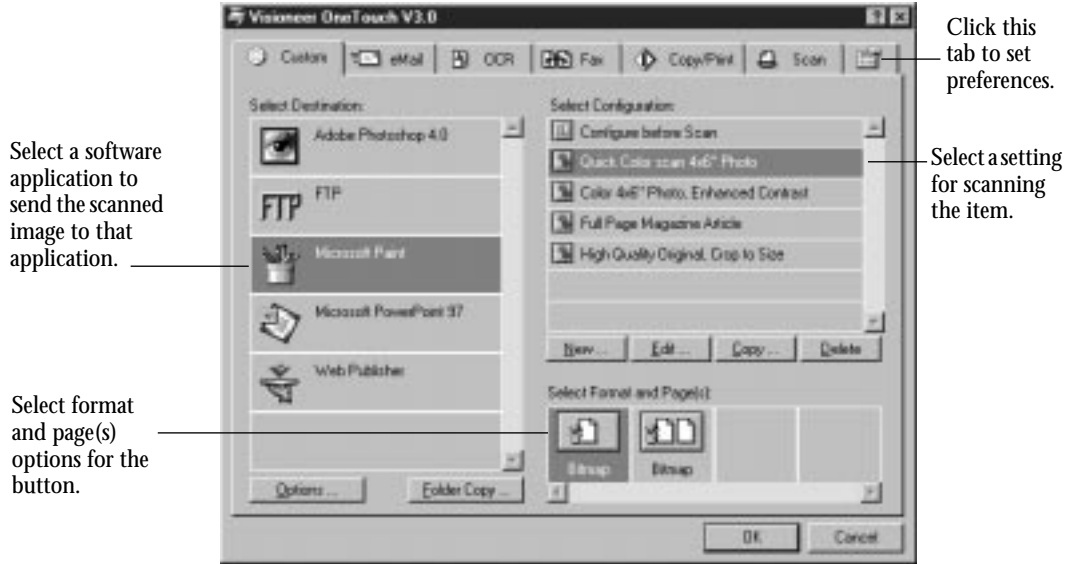 Visioneer OneTouch V3.0
Custom
eMail
OCR
Fax
Copy/Print
Scan
Click this
tab to set
preferences.
Select Destination:
Adobe Photoshop 4.0
FTP
FTP
Microsoft Paint
Microsoft PowerPoint 97
Web Publisher
Options ...
Folder Copy ...
Select Configuration:
Configure before Scan
Quick Color scan 4x6" Photo
Color 4x6" Photo, Enhanced Contrast
Full Page Magazine Article
High Quality Original, Crop to Size
New ...
Edit ...
Copy ...
Delete
Select Format and Page(s):
Bitmap
Bitmap
OK
Cancel
Select a software
application to
send the scanned
image to that
application.
Select format
and page(s)
options for the
button.
Select a setting
for scanning
the item.